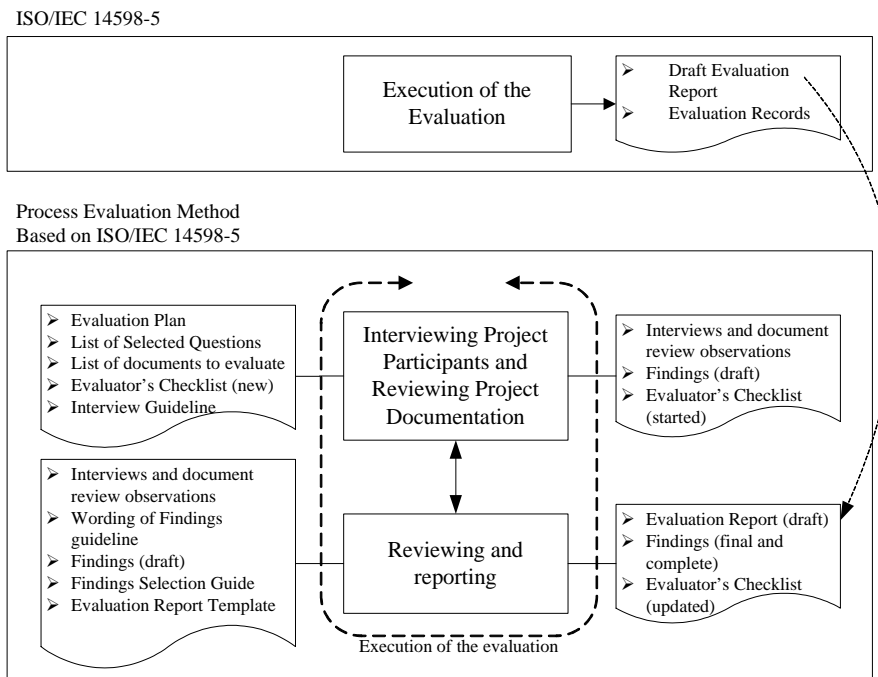 ISO/IEC 14598-5
Execution of the
Evaluation
➢ Draft Evaluation
Report
➢ Evaluation Records
Process Evaluation Method
Based on ISO/IEC 14598-5
➢ Evaluation Plan
➢ List of Selected Questions
➢ List of documents to evaluate
➢ Evaluator's Checklist (new)
➢ Interview Guideline
Interviewing Project
Participants and
Reviewing Project
Documentation
➢ Interviews and document
review observations
➢ Findings (draft)
➢ Evaluator's Checklist
(started)
➢ Interviews and document
review observations
➢ Wording of Findings
guideline
➢ Findings (draft)
➢ Findings Selection Guide
➢ Evaluation Report Template
Reviewing and
reporting
➢ Evaluation Report (draft)
➢ Findings (final and
complete)
➢ Evaluator's Checklist
(updated)
Execution of the evaluation